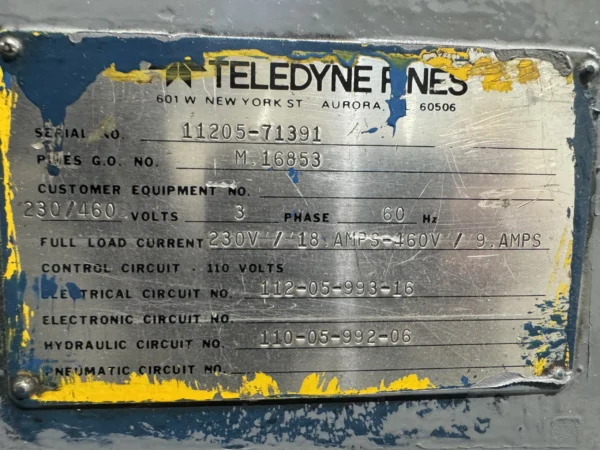 TELEDYNE PINES
601 W NEW YORK ST AURORA, IL 60506
SERIAL NO. 11205-71391
PINES G.O. NO. M 16853
CUSTOMER EQUIPMENT NO.
230/460 VOLTS 3 PHASE 60 Hz
FULL LOAD CURRENT 230V / 18 AMPS-460V / 9 AMPS
CONTROL CIRCUIT - 110 VOLTS
ELECTRICAL CIRCUIT NO. 112-05-993-16
ELECTRONIC CIRCUIT NO.
HYDRAULIC CIRCUIT NO. 110-05-992-06
PNEUMATIC CIRCUIT NO.